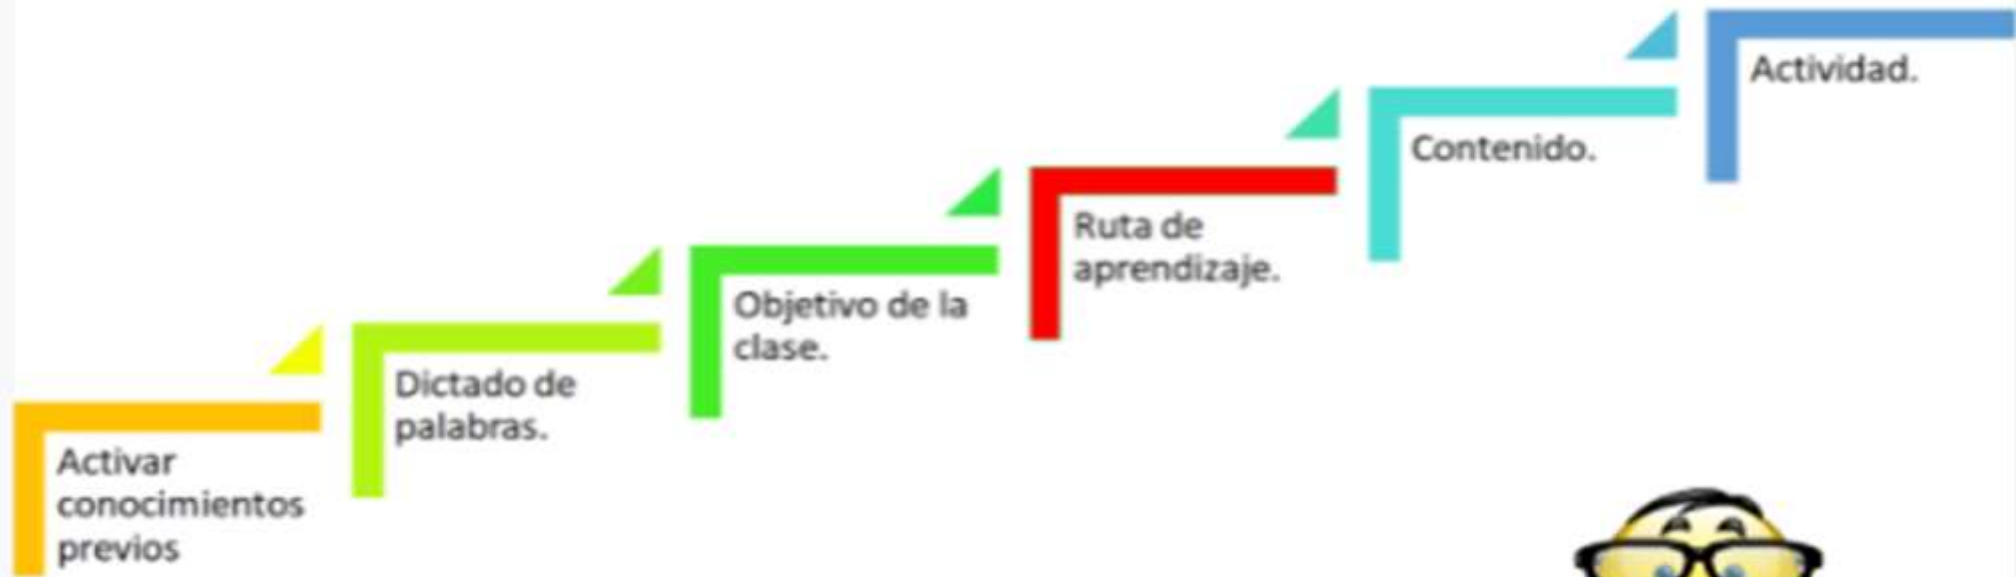 Activar
conocimientos
previos
Dictado de
palabras.
Objetivo de la
clase.
Ruta de
aprendizaje.
Contenido.
Actividad.